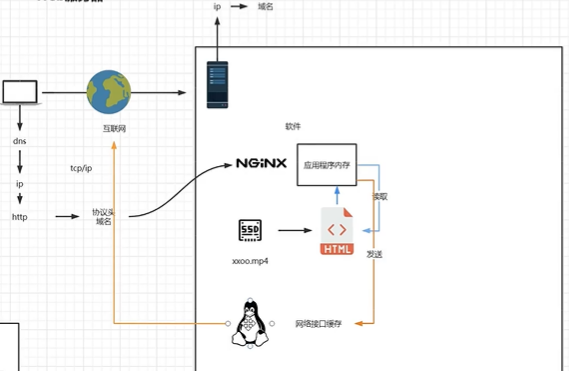 ip
域名
互联网
dns
tcp/ip
ip
http
协议头
域名
软件
NGINX
应用程序内存
读取
SSD
HTML
xxoo.mp4
发送
网络接口缓存